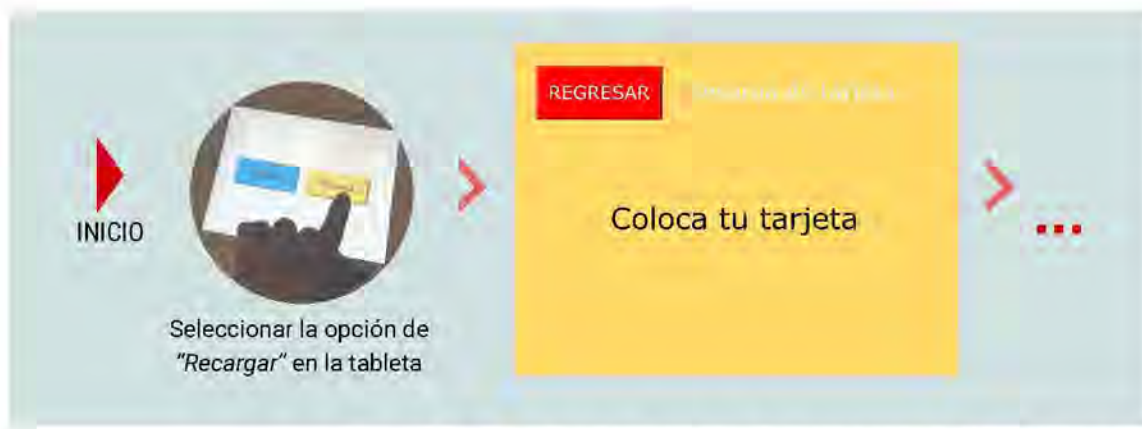 INICIO
Seleccionar la opción de
"Recargar" en la tableta
REGRESAR
Coloca tu tarjeta
...